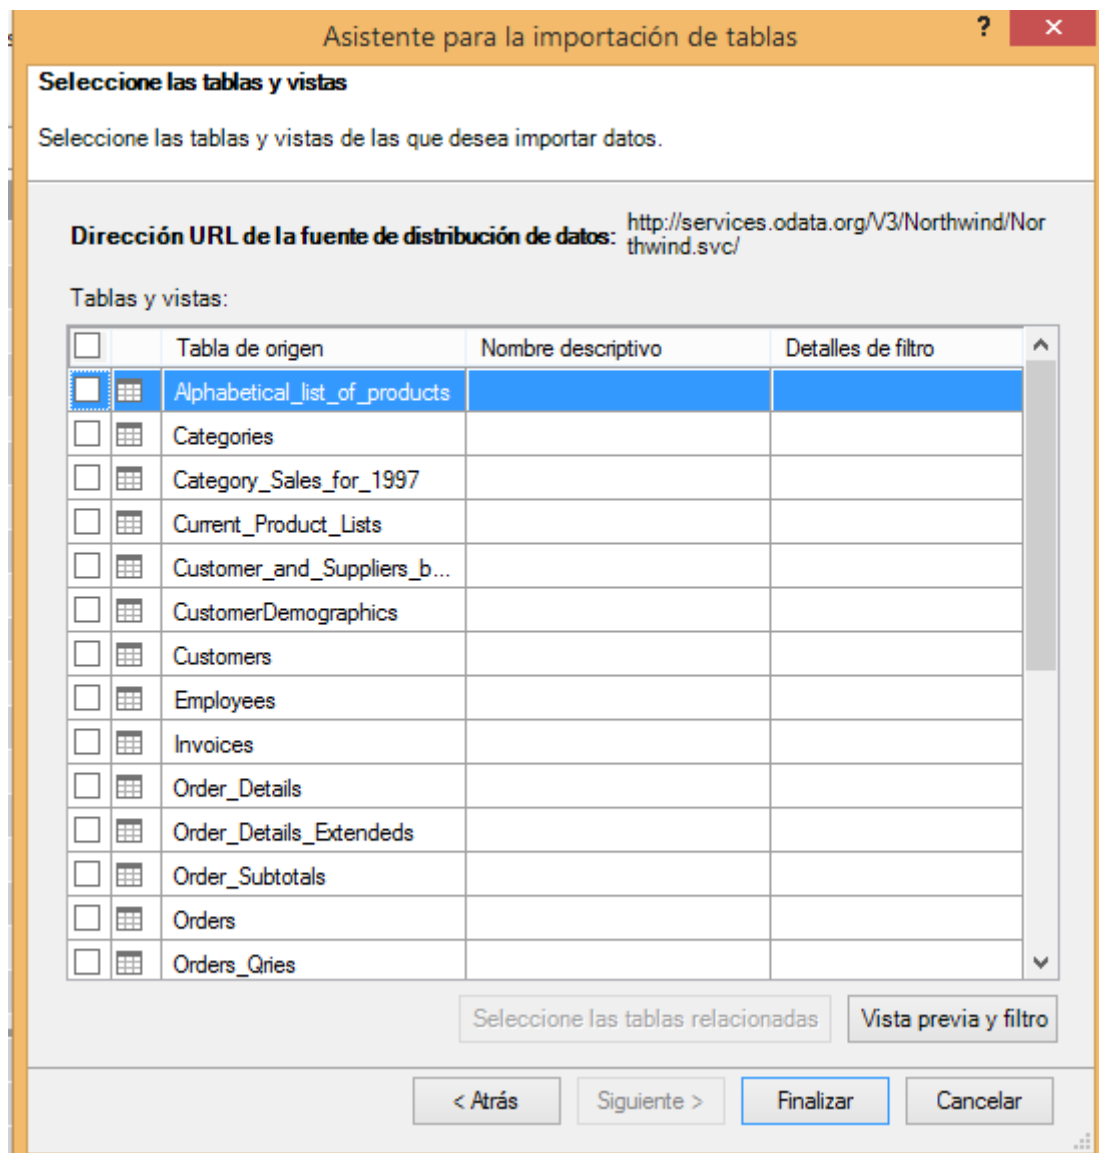 Asistente para la importación de tablas
?
Seleccione las tablas y vistas
Seleccione las tablas y vistas de las que desea importar datos.
Dirección URL de la fuente de distribución de datos: http://services.odata.org/V3/Northwind/Nor
thwind.svc/
Tablas y vistas:
Tabla de origen Nombre descriptivo Detalles de filtro
Alphabetical_list_of_products
Categories
Category_Sales_for_1997
Current_Product_Lists
Customer_and_Suppliers_b...
CustomerDemographics
Customers
Employees
Invoices
Order_Details
Order_Details_Extendeds
Order_Subtotals
Orders
Orders_Qries
Seleccione las tablas relacionadas Vista previa y filtro
< Atrás Siguiente > Finalizar Cancelar